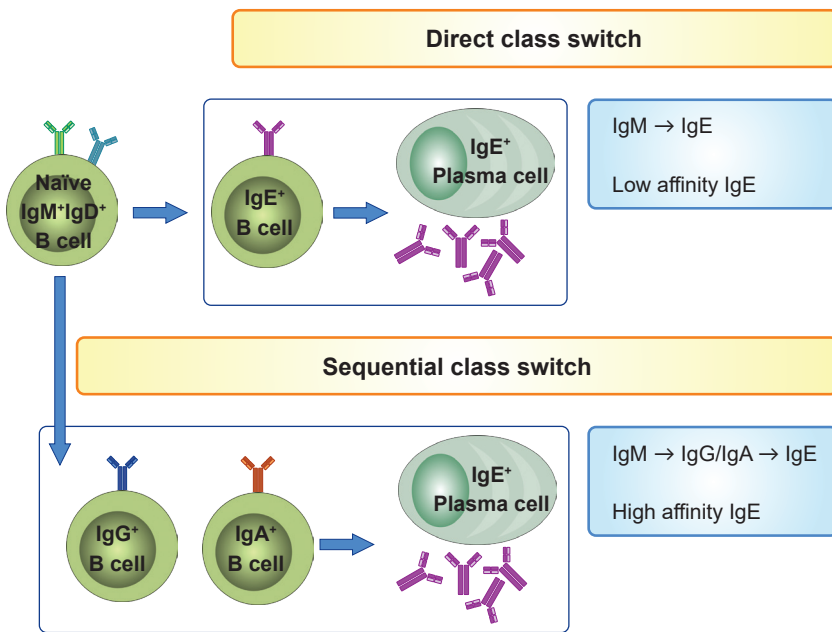 Direct class switch
Naïve
IgM⁺IgD⁺
B cell
IgE⁺
B cell
IgE⁺
Plasma cell
IgM → IgE
Low affinity IgE
Sequential class switch
IgG⁺
B cell
IgA⁺
B cell
IgE⁺
Plasma cell
IgM → IgG/IgA → IgE
High affinity IgE